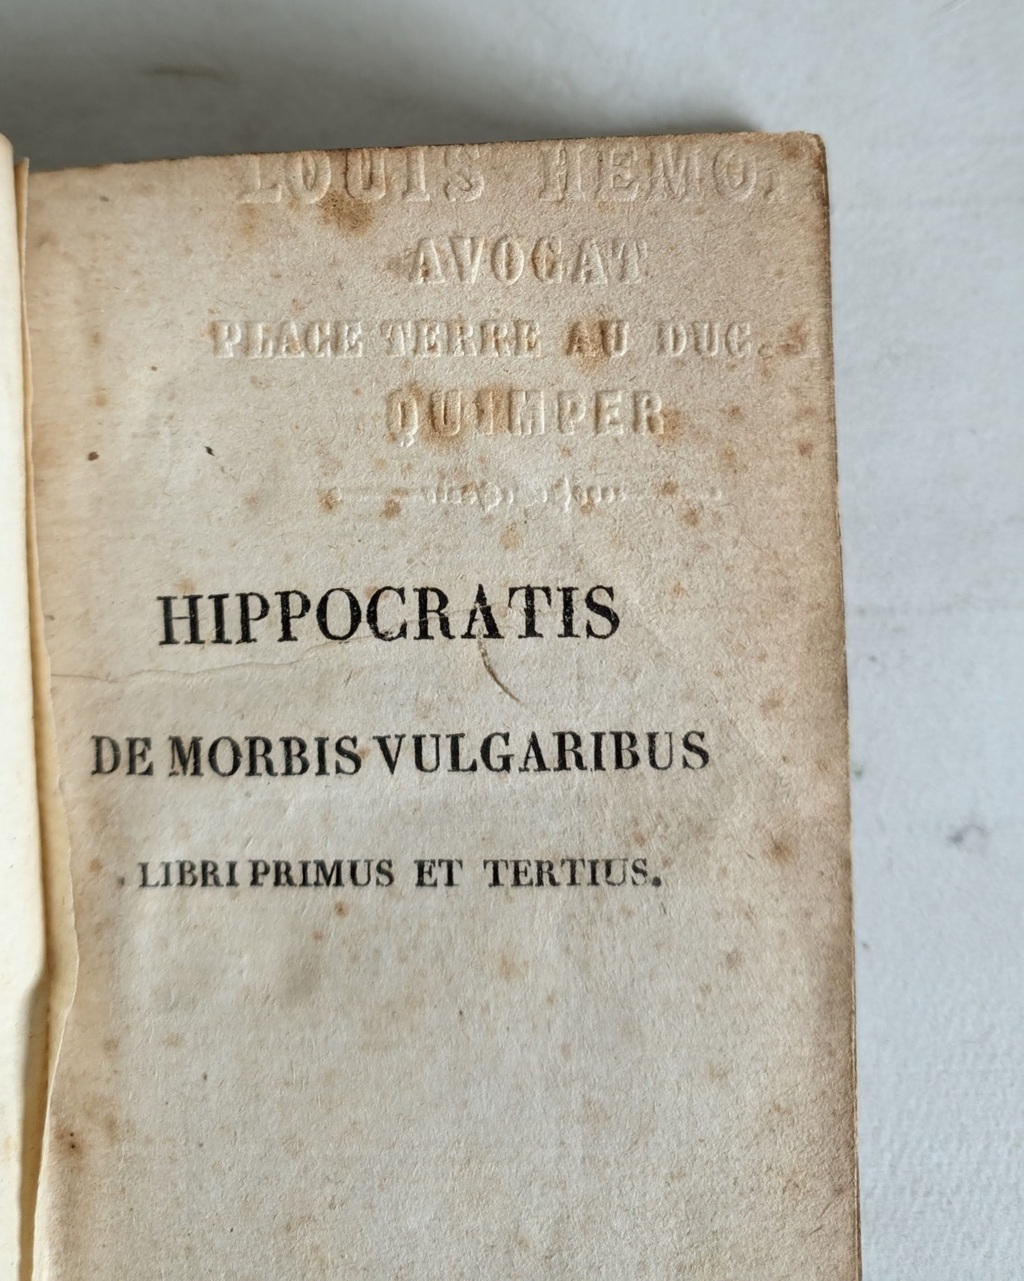 LOUIS HEMO.
AVOCAT
PLACE TERRE AU DUC.
QUIMPER
HIPPOCRATIS
DE MORBIS VULGARIBUS
LIBRI PRIMUS ET TERTIUS.